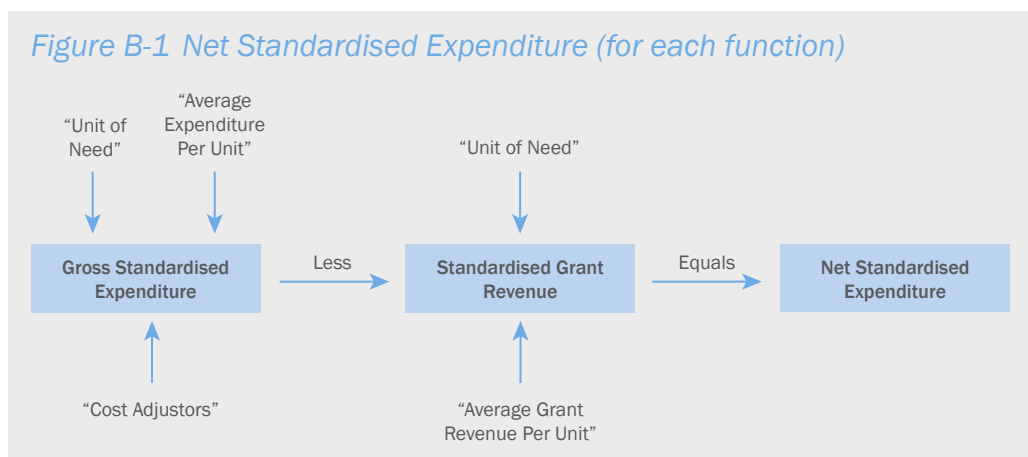 Figure B-1 Net Standardised Expenditure (for each function)
“Unit of
Need”
“Average
Expenditure
Per Unit”
“Unit of Need”
Gross Standardised
Expenditure
Less
Standardised Grant
Revenue
Equals
Net Standardised
Expenditure
“Cost Adjustors”
“Average Grant
Revenue Per Unit”